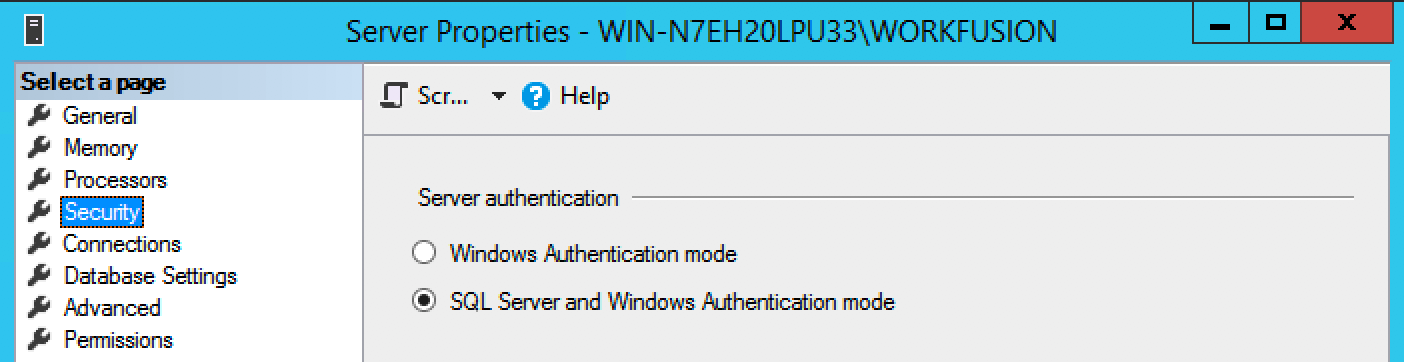 Server Properties - WIN-N7EH20LPU33\WORKFUSION
Select a page
General
Memory
Processors
Security
Connections
Database Settings
Advanced
Permissions
Scr...
Help
Server authentication
Windows Authentication mode
SQL Server and Windows Authentication mode